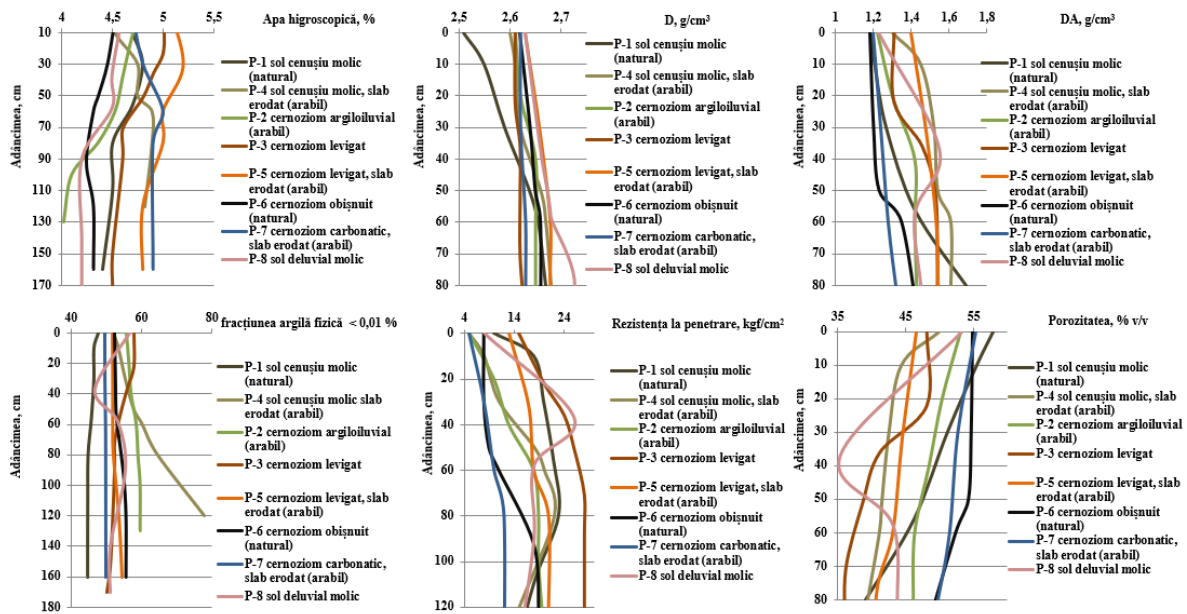 4 4,5 5 5,5
Apa higroscopică, %
10
30
50
70
90
110
130
150
170
Adâncimea, cm
P-1 sol cenușiu molic
(natural)
P-4 sol cenușiu molic, slab
erodat (arabil)
P-2 cernoziom argiloiluvial
(arabil)
P-3 cernoziom levigat
P-5 cernoziom levigat, slab
erodat (arabil)
P-6 cernoziom obișnuit
(natural)
P-7 cernoziom carbonatic,
slab erodat (arabil)
P-8 sol deluvial molic
2,5 2,6 2,7
D, g/cm³
0
10
20
30
40
50
60
70
80
Adâncimea, cm
P-1 sol cenușiu molic
(natural)
P-4 sol cenușiu molic, slab
erodat (arabil)
P-2 cernoziom argiloiluvial
(arabil)
P-3 cernoziom levigat
P-5 cernoziom levigat, slab
erodat (arabil)
P-6 cernoziom obișnuit
(natural)
P-7 cernoziom carbonatic,
slab erodat (arabil)
P-8 sol deluvial molic
1 1,2 1,4 1,6 1,8
DA, g/cm³
0
10
20
30
40
50
60
70
80
Adâncimea, cm
P-1 sol cenușiu molic
(natural)
P-4 sol cenușiu molic, slab
erodat (arabil)
P-2 cernoziom argiloiluvial
(arabil)
P-3 cernoziom levigat
P-5 cernoziom levigat, slab
erodat (arabil)
P-6 cernoziom obișnuit
(natural)
P-7 cernoziom carbonatic,
slab erodat (arabil)
P-8 sol deluvial molic
40 60 80
fracțiunea argilă fizică < 0,01 %
0
20
40
60
80
100
120
140
160
180
Adâncimea, cm
P-1 sol cenușiu molic
(natural)
P-4 sol cenușiu molic, slab
erodat (arabil)
P-2 cernoziom argiloiluvial
(arabil)
P-3 cernoziom levigat
P-5 cernoziom levigat, slab
erodat (arabil)
P-6 cernoziom obișnuit
(natural)
P-7 cernoziom carbonatic,
slab erodat (arabil)
P-8 sol deluvial molic
4 14 24
Rezistența la penetrare, kgf/cm²
0
20
40
60
80
100
120
Adâncimea, cm
P-1 sol cenușiu molic
(natural)
P-4 sol cenușiu molic, slab
erodat (arabil)
P-2 cernoziom argiloiluvial
(arabil)
P-3 cernoziom levigat
P-5 cernoziom levigat, slab
erodat (arabil)
P-6 cernoziom obișnuit
(natural)
P-7 cernoziom carbonatic,
slab erodat (arabil)
P-8 sol deluvial molic
35 45 55
Porozitatea, % v/v
0
10
20
30
40
50
60
70
80
Adâncimea, cm
P-1 sol cenușiu molic
(natural)
P-4 sol cenușiu molic, slab
erodat (arabil)
P-2 cernoziom argiloiluvial
(arabil)
P-3 cernoziom levigat
P-5 cernoziom levigat, slab
erodat (arabil)
P-6 cernoziom obișnuit
(natural)
P-7 cernoziom carbonatic,
slab erodat (arabil)
P-8 sol deluvial molic